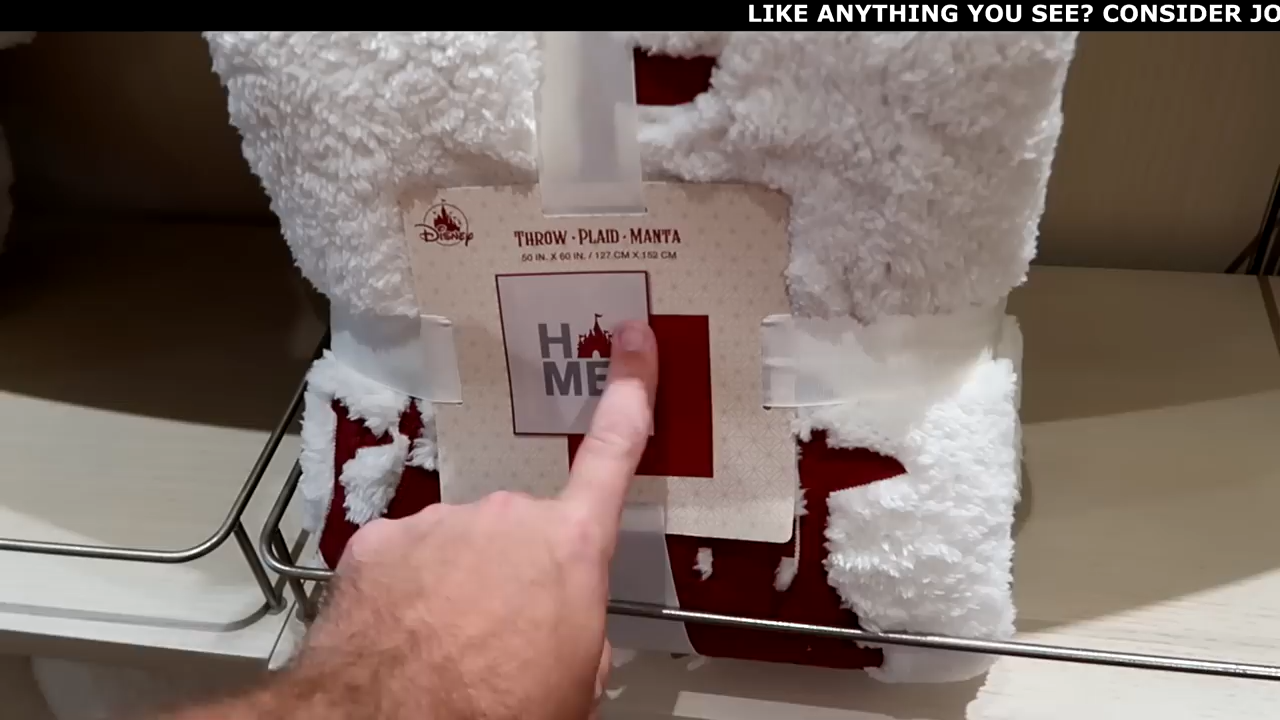 LIKE ANYTHING YOU SEE? CONSIDER JO
Disney
THROW · PLAID · MANTA
50 IN. X 60 IN. / 127 CM X 152 CM
H
ME